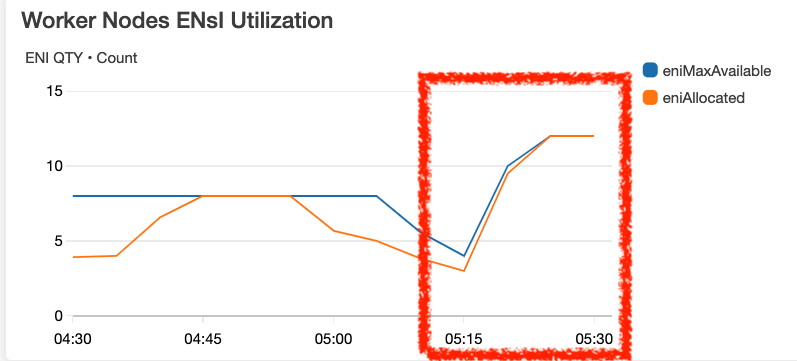 Worker Nodes ENsI Utilization
ENI QTY • Count
15
10
5
0
04:30 04:45 05:00 05:15 05:30
eniMaxAvailable
eniAllocated